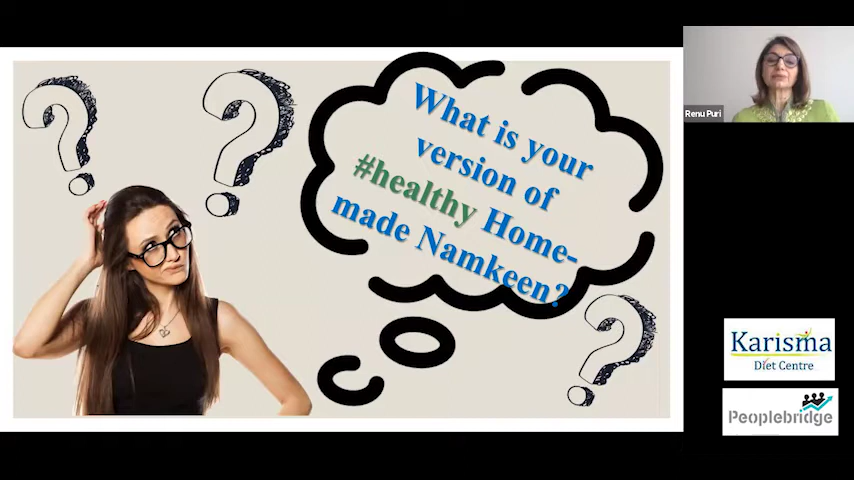 What is your
version of
#healthy Home-
made Namkeen?
Renu Puri
Karisma
Diet Centre
Peoplebridge